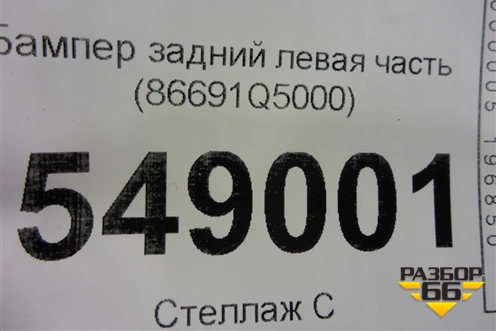 Бампер задний левая часть
(86691Q5000)
549001
Стеллаж С
РАЗБОР
66